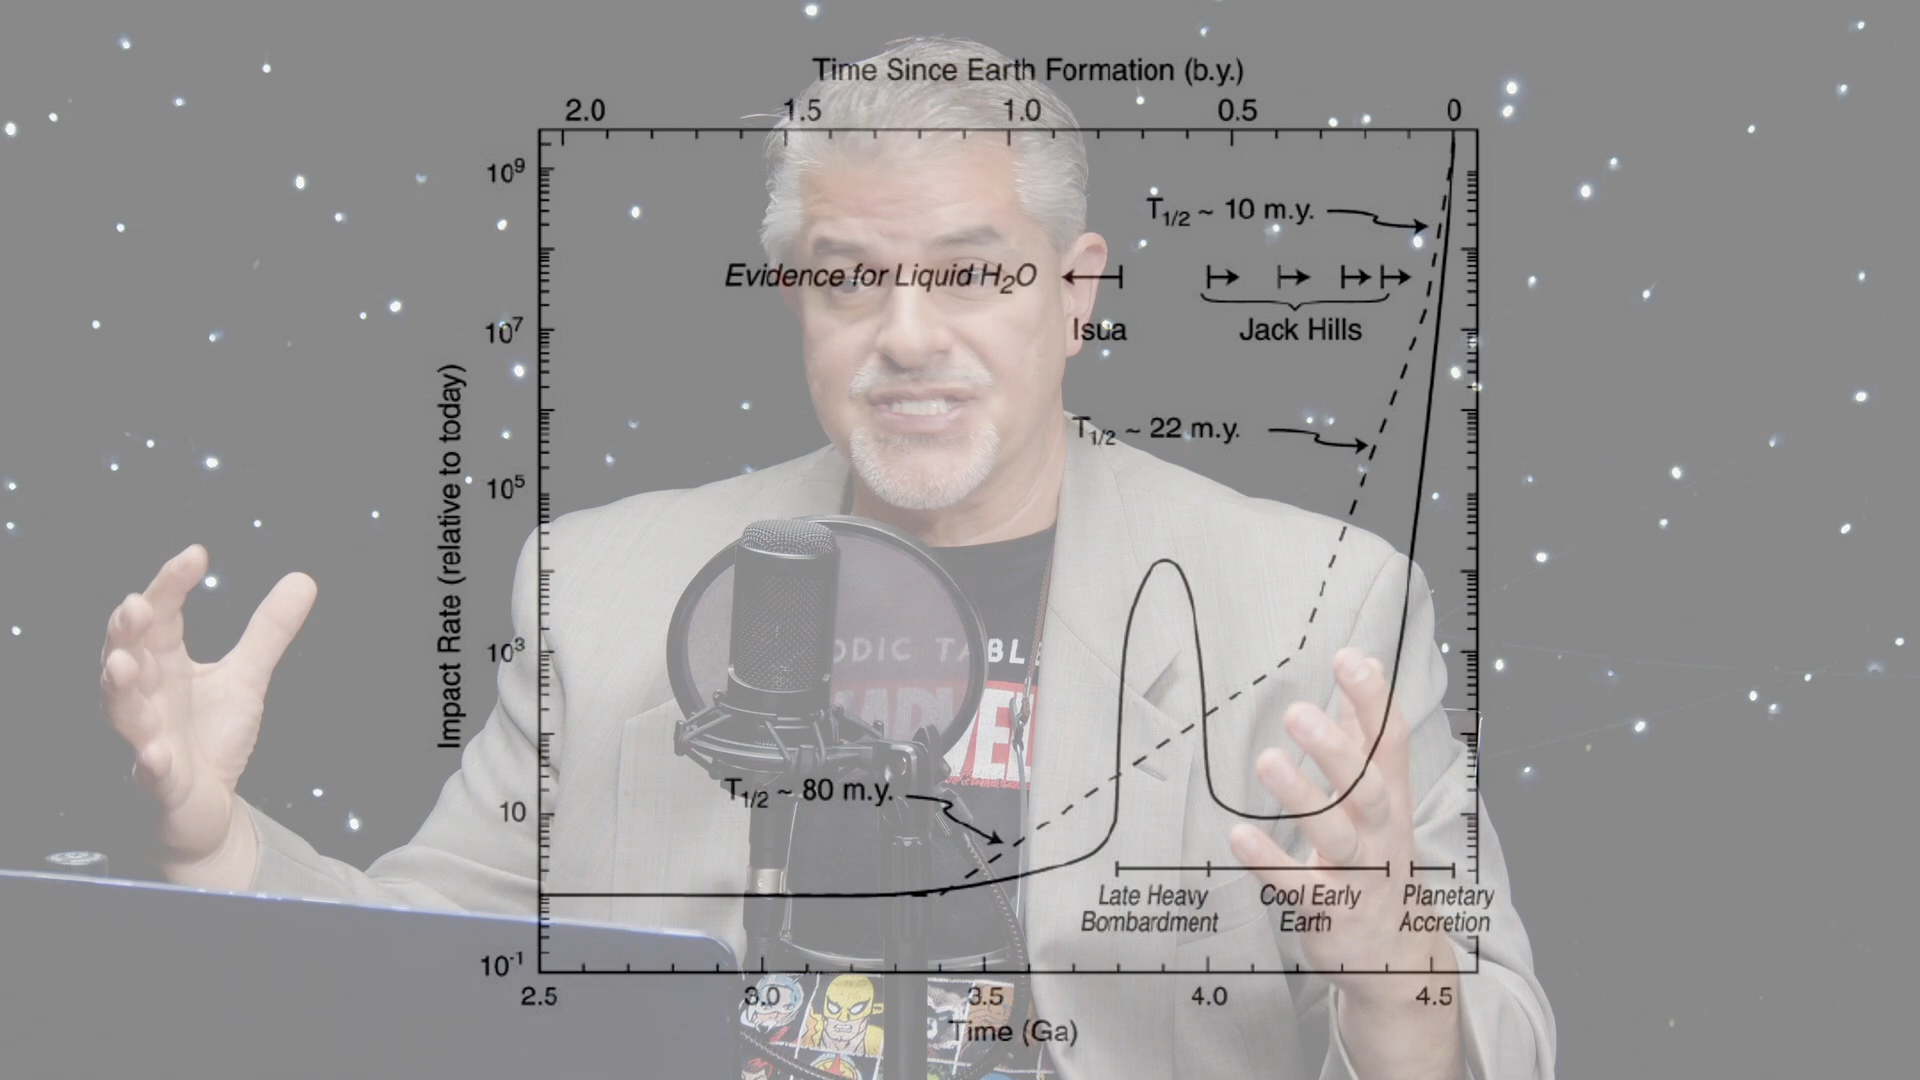 Time Since Earth Formation (b.y.)
2.0 1.5 1.0 0.5 0
10⁹
T1/2 ~ 10 m.y.
Evidence for Liquid H2O
10⁷
Isua
Jack Hills
T1/2 ~ 22 m.y.
10⁵
Impact Rate (relative to today)
10³
ODIC TABL
T1/2 ~ 80 m.y.
10
Late Heavy
Bombardment
Cool Early
Earth
Planetary
Accretion
10⁻¹
2.5 3.0 3.5 4.0 4.5
Time (Ga)